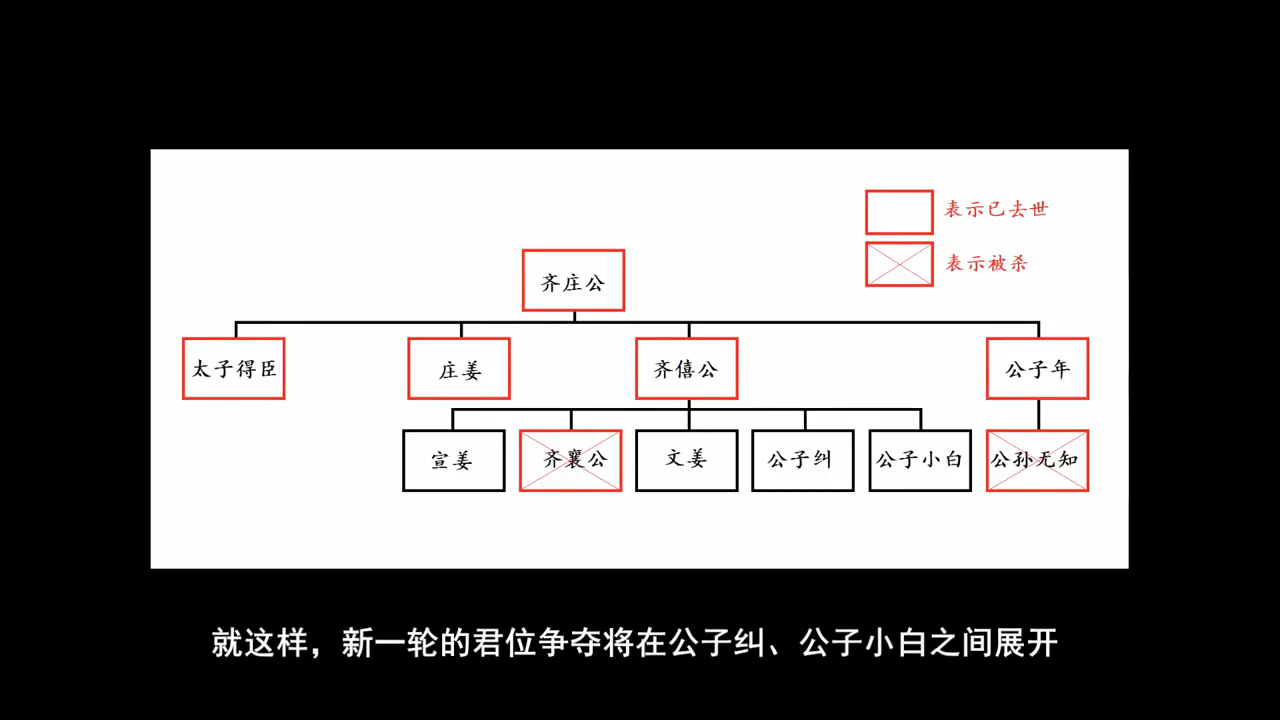 表示已去世
表示被杀
齐庄公
太子得臣 庄姜 齐僖公 公子年
宣姜 齐襄公 文姜 公子纠 公子小白 公孙无知
就这样，新一轮的君位争夺将在公子纠、公子小白之间展开